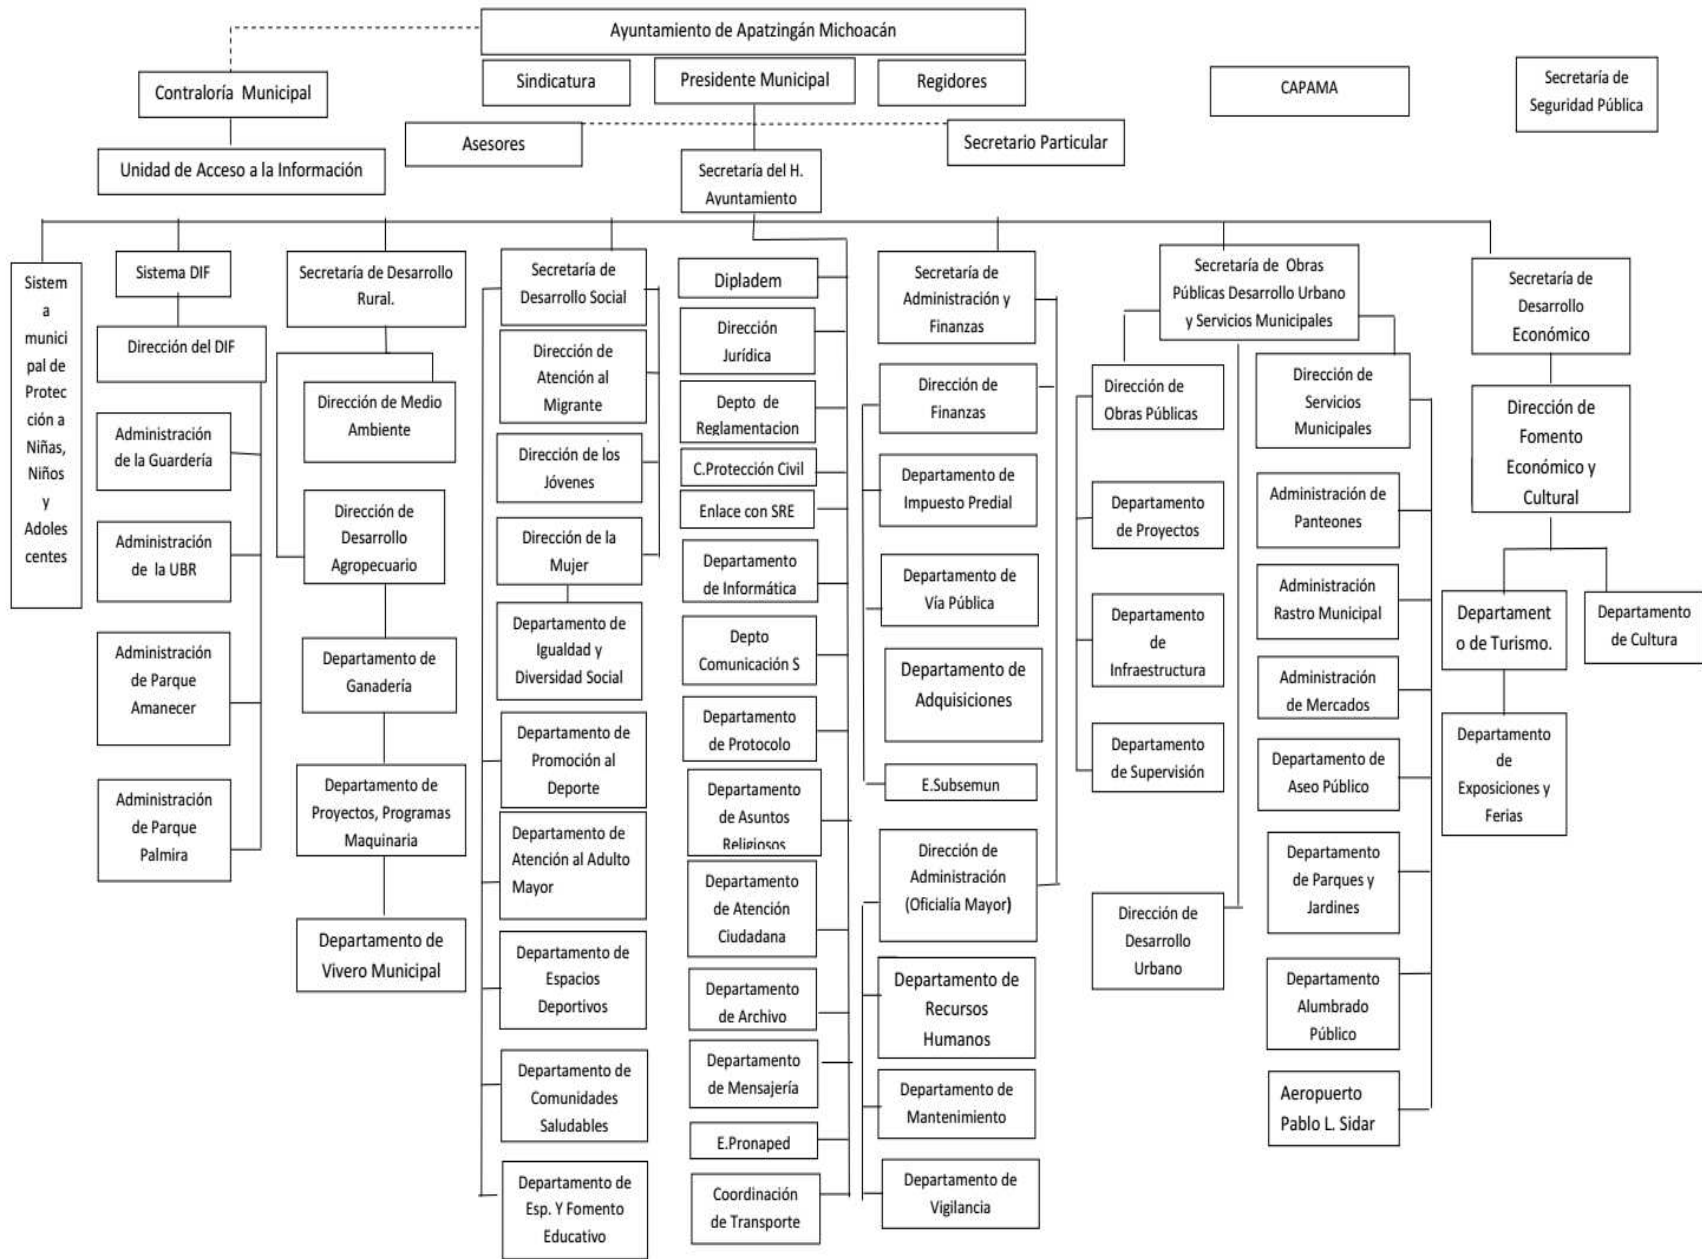 Ayuntamiento de Apatzingán Michoacán
Contraloría Municipal
Sindicatura
Presidente Municipal
Regidores
CAPAMA
Secretaría de
Seguridad Pública
Unidad de Acceso a la Información
Asesores
Secretario Particular
Secretaría del H.
Ayuntamiento
Sistem
a
munici
pal de
Protec
ción a
Niñas,
Niños
y
Adoles
centes
Sistema DIF
Dirección del DIF
Administración
de la Guardería
Administración
de la UBR
Administración
de Parque
Amanecer
Administración
de Parque
Palmira
Secretaría de Desarrollo
Rural.
Dirección de Medio
Ambiente
Dirección de
Desarrollo
Agropecuario
Departamento de
Ganadería
Departamento de
Proyectos, Programas
Maquinaria
Departamento de
Vivero Municipal
Secretaría de
Desarrollo Social
Dirección de
Atención al
Migrante
Dirección de los
Jóvenes
Dirección de la
Mujer
Departamento de
Igualdad y
Diversidad Social
Departamento de
Promoción al
Deporte
Departamento de
Atención al Adulto
Mayor
Departamento de
Espacios
Deportivos
Departamento de
Comunidades
Saludables
Departamento de
Esp. Y Fomento
Educativo
Dipladem
Dirección
Jurídica
Depto de
Reglamentacion
C.Protección Civil
Enlace con SRE
Departamento
de Informática
Depto
Comunicación S
Departamento
de Protocolo
Departamento
de Asuntos
Religiosos
Departamento
de Atención
Ciudadana
Departamento
de Archivo
Departamento
de Mensajería
E.Pronaped
Coordinación
de Transporte
Secretaría de
Administración y
Finanzas
Dirección de
Finanzas
Departamento de
Impuesto Predial
Departamento de
Vía Pública
Departamento de
Adquisiciones
E.Subsemun
Dirección de
Administración
(Oficialía Mayor)
Departamento de
Recursos
Humanos
Departamento de
Mantenimiento
Departamento de
Vigilancia
Secretaría de Obras
Públicas Desarrollo Urbano
y Servicios Municipales
Dirección de
Obras Públicas
Departamento
de Proyectos
Departamento
de
Infraestructura
Departamento
de Supervisión
Dirección de
Desarrollo
Urbano
Dirección de
Servicios
Municipales
Administración de
Panteones
Administración
Rastro Municipal
Administración
de Mercados
Departamento de
Aseo Público
Departamento
de Parques y
Jardines
Departamento
Alumbrado
Público
Aeropuerto
Pablo L. Sidar
Secretaría de
Desarrollo
Económico
Dirección de
Fomento
Económico y
Cultural
Departament
o de Turismo.
Departamento
de Cultura
Departamento
de
Exposiciones y
Ferias